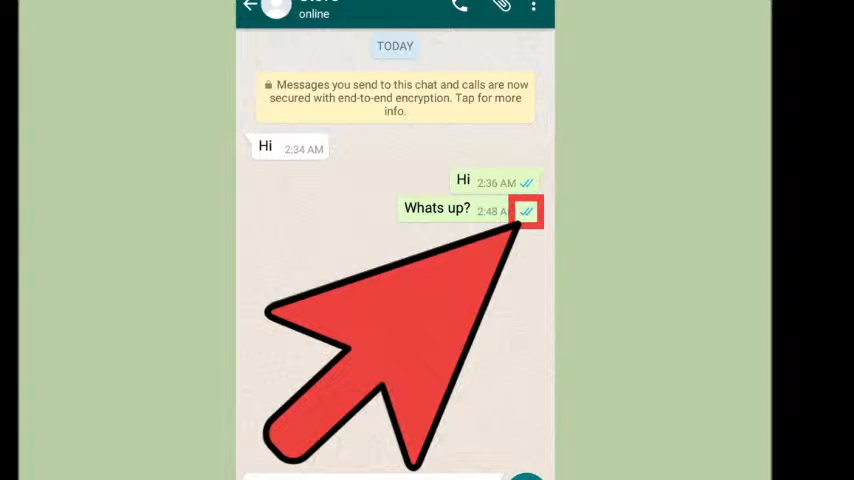 online
TODAY
Messages you send to this chat and calls are now
secured with end-to-end encryption. Tap for more
info.
Hi 2:34 AM
Hi 2:36 AM
Whats up? 2:48 A